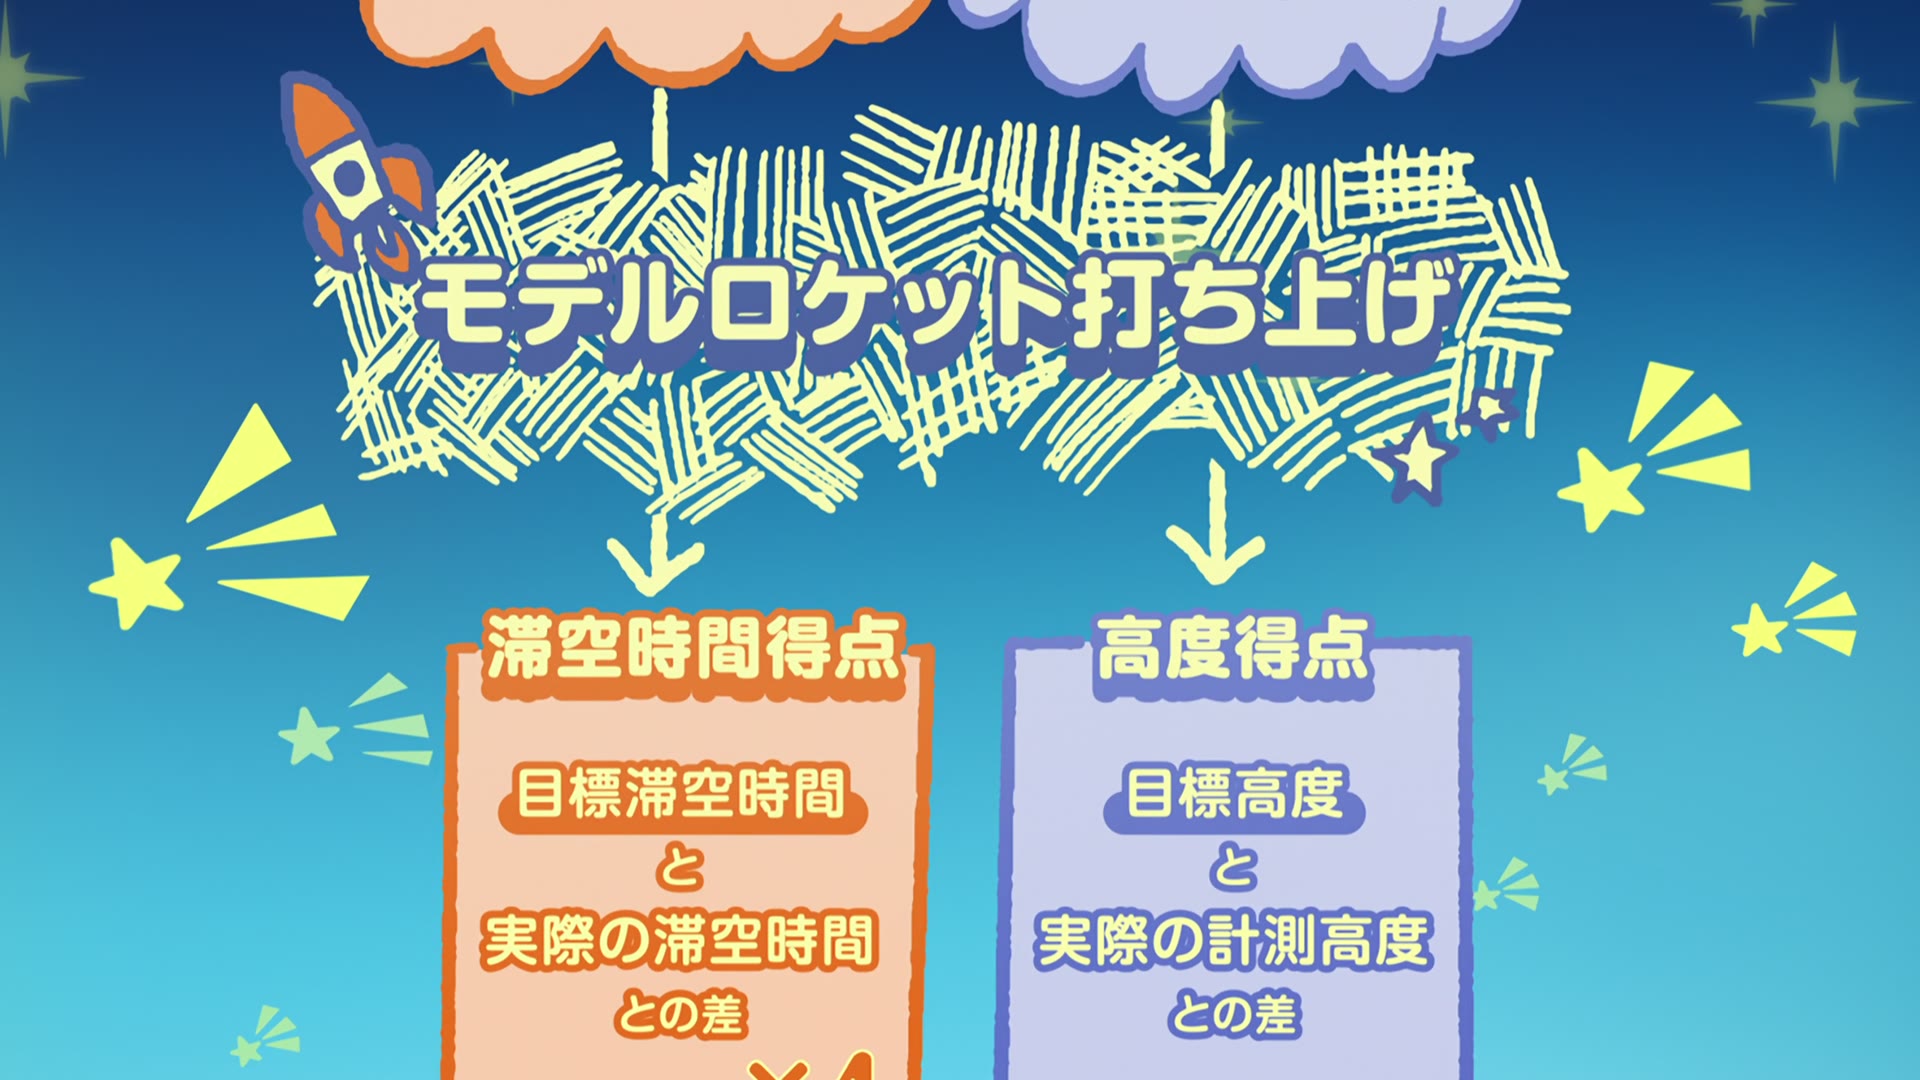 モデルロケット打ち上げ
滞空時間得点
目標滞空時間
と
実際の滞空時間
との差
高度得点
目標高度
と
実際の計測高度
との差